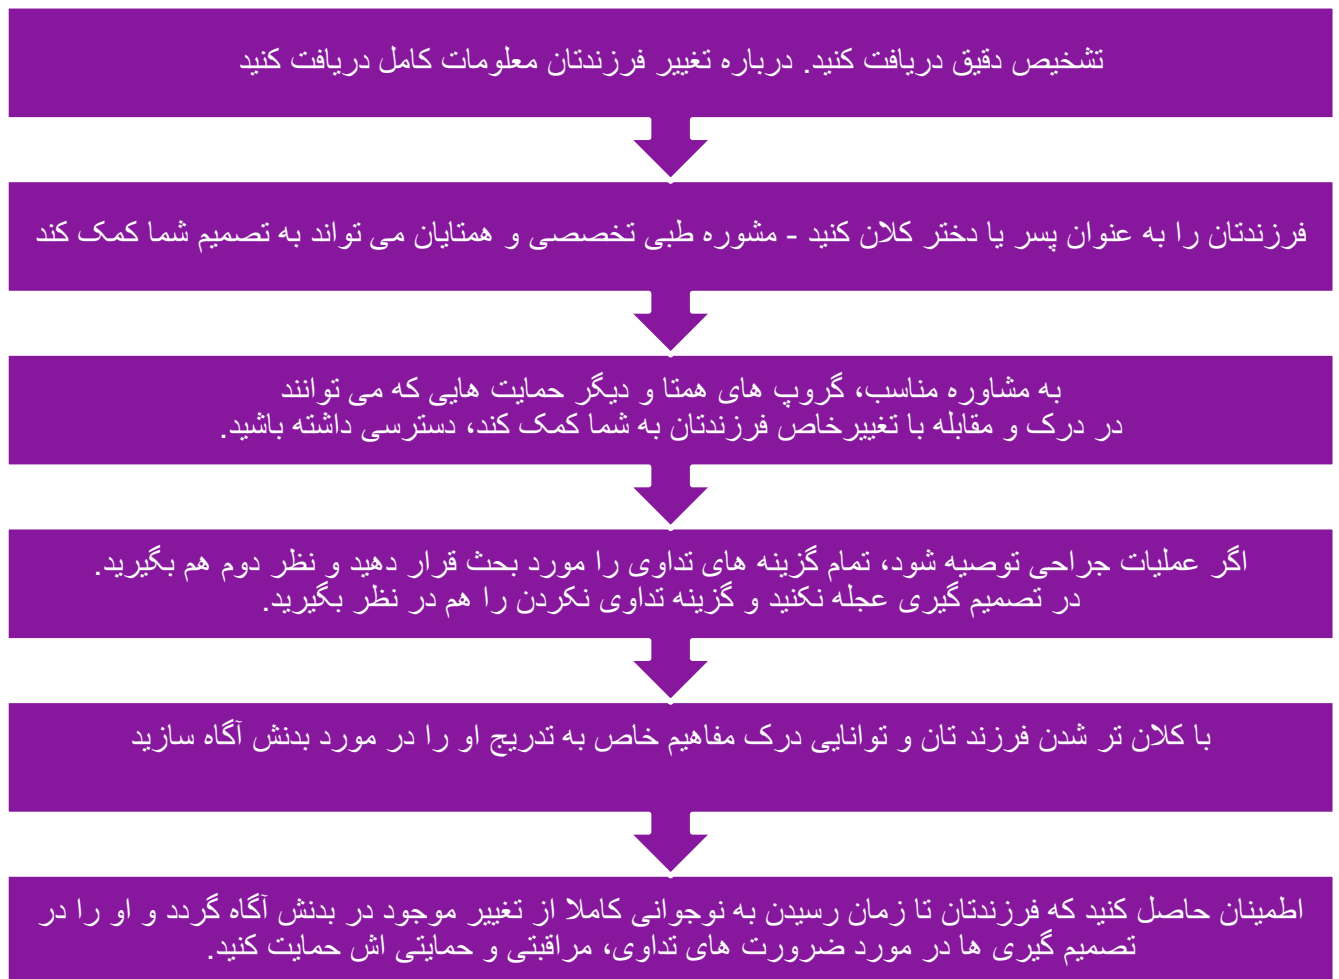 تشخیص دقیق دریافت کنید. درباره تغییر فرزندتان معلومات کامل دریافت کنید
فرزندتان را به عنوان پسر یا دختر کلان کنید - مشوره طبی تخصصی و همتایان می تواند به تصمیم شما کمک کند
به مشاوره مناسب، گروپ های همتا و دیگر حمایت هایی که می توانند
در درک و مقابله با تغییرخاص فرزندتان به شما کمک کند، دسترسی داشته باشید.
اگر عملیات جراحی توصیه شود، تمام گزینه های تداوی را مورد بحث قرار دهید و نظر دوم هم بگیرید.
در تصمیم گیری عجله نکنید و گزینه تداوی نکردن را هم در نظر بگیرید.
با کلان تر شدن فرزند تان و توانایی درک مفاهیم خاص به تدریج او را در مورد بدنش آگاه سازید
اطمینان حاصل کنید که فرزندتان تا زمان رسیدن به نوجوانی کاملا از تغییر موجود در بدنش آگاه گردد و او را در
تصمیم گیری ها در مورد ضرورت های تداوی، مراقبتی و حمایتی اش حمایت کنید.